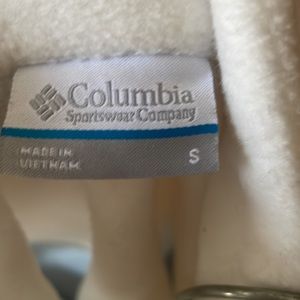 Columbia
Sportswear Company
MADE IN
VIETNAM
S